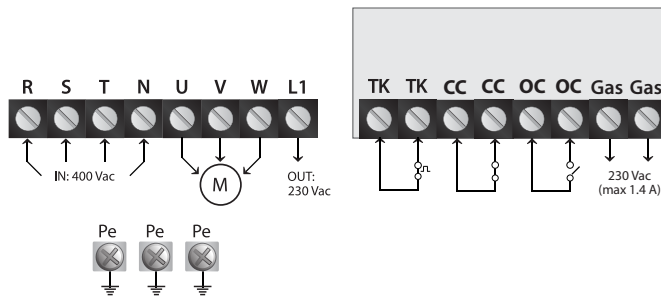 R S T N U V W L1
TK TK CC CC OC OC Gas Gas
IN: 400 Vac
M
OUT:
230 Vac
230 Vac
(max 1.4 A)
Pe Pe Pe